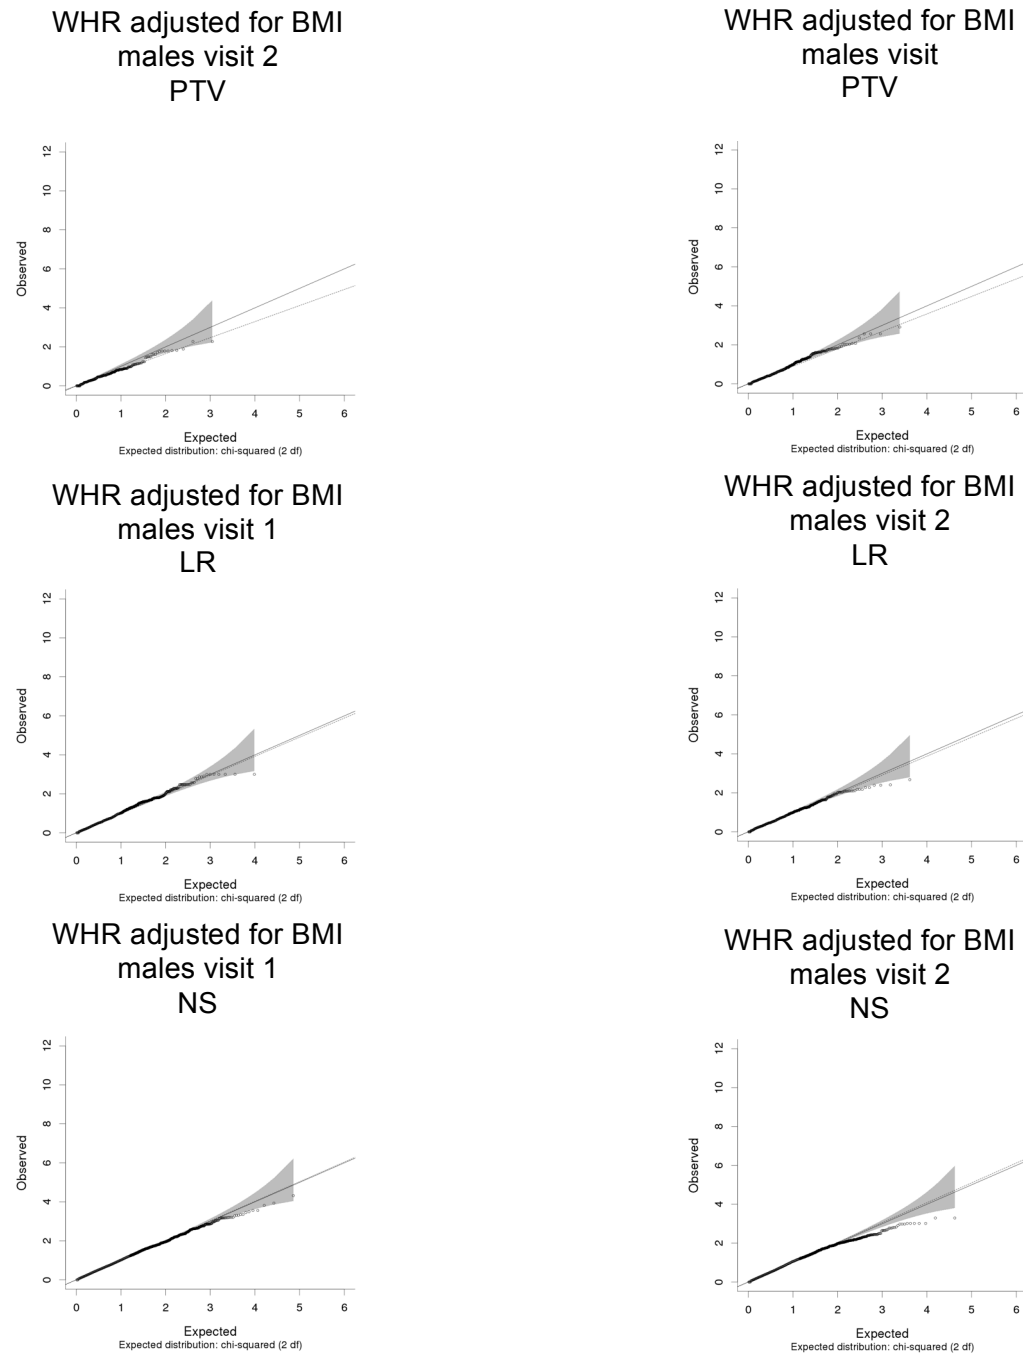 WHR adjusted for BMI
males visit 2
PTV
12
10
8
6
4
2
0
Observed
0 1 2 3 4 5 6
Expected
Expected distribution: chi-squared (2 df)
WHR adjusted for BMI
males visit
PTV
12
10
8
6
4
2
0
Observed
0 1 2 3 4 5 6
Expected
Expected distribution: chi-squared (2 df)
WHR adjusted for BMI
males visit 1
LR
12
10
8
6
4
2
0
Observed
0 1 2 3 4 5 6
Expected
Expected distribution: chi-squared (2 df)
WHR adjusted for BMI
males visit 2
LR
12
10
8
6
4
2
0
Observed
0 1 2 3 4 5 6
Expected
Expected distribution: chi-squared (2 df)
WHR adjusted for BMI
males visit 1
NS
12
10
8
6
4
2
0
Observed
0 1 2 3 4 5 6
Expected
Expected distribution: chi-squared (2 df)
WHR adjusted for BMI
males visit 2
NS
12
10
8
6
4
2
0
Observed
0 1 2 3 4 5 6
Expected
Expected distribution: chi-squared (2 df)